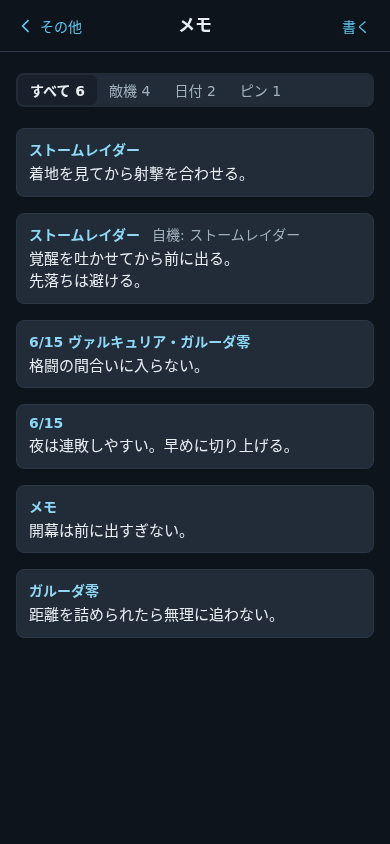 その他
メモ
書く
すべて 6 敵機 4 日付 2 ピン 1
ストームレイダー
着地を見てから射撃を合わせる。
ストームレイダー 自機: ストームレイダー
覚醒を吐かせてから前に出る。
先落ちは避ける。
6/15 ヴァルキュリア・ガルーダ零
格闘の間合いに入らない。
6/15
夜は連敗しやすい。早めに切り上げる。
メモ
開幕は前に出すぎない。
ガルーダ零
距離を詰められたら無理に追わない。